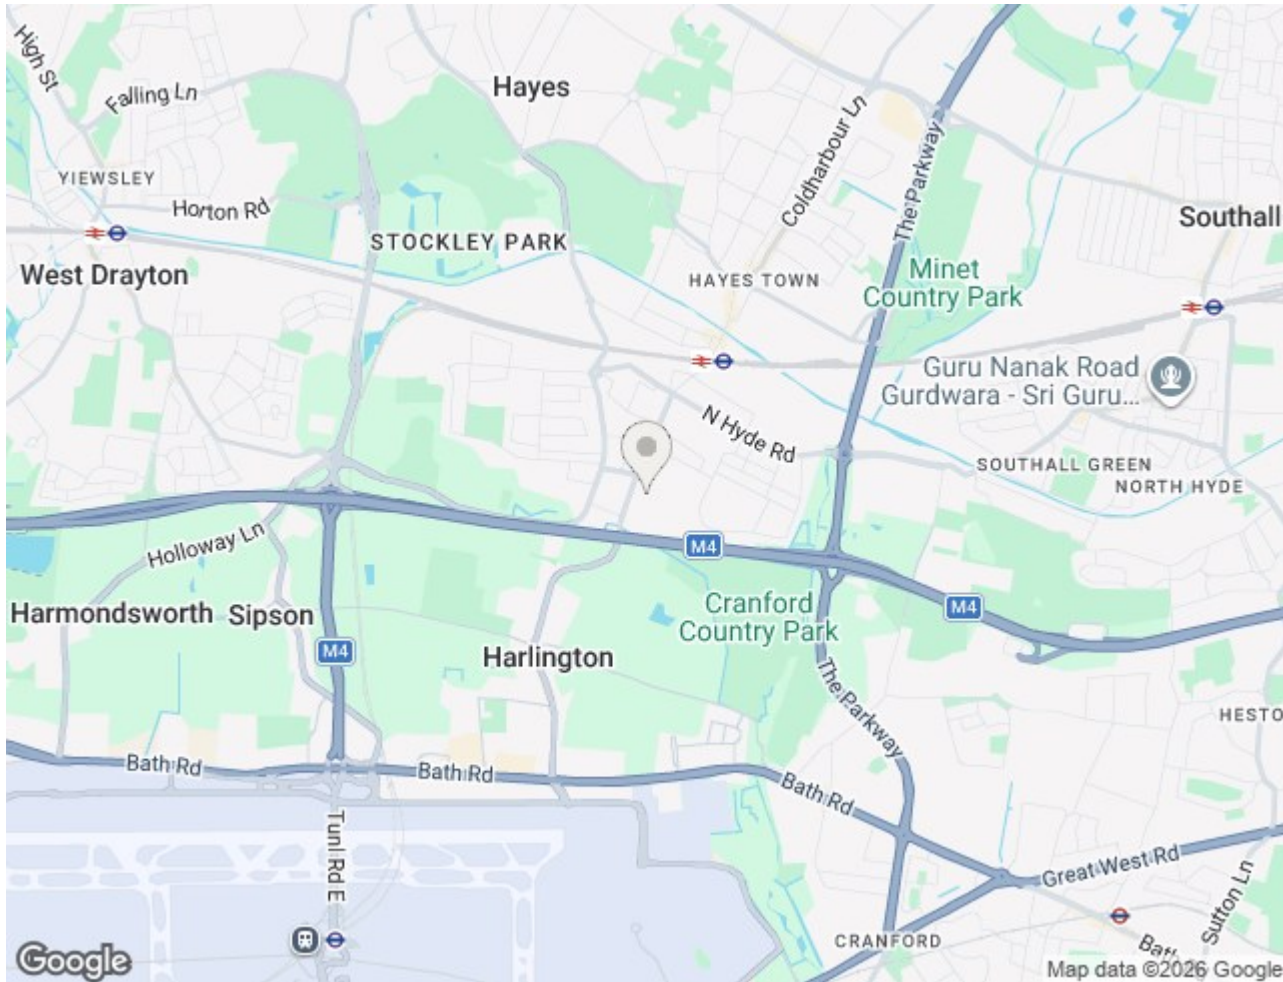 High St
Falling Ln
Hayes
Coldharbour Ln
The Parkway
YIEWSLEY
Horton Rd
Southall
STOCKLEY PARK
West Drayton
HAYES TOWN
Minet
Country Park
Guru Nanak Road
Gurdwara - Sri Guru...
N Hyde Rd
SOUTHALL GREEN
NORTH HYDE
Holloway Ln
M4
M4
Harmondsworth
Sipson
Cranford
Country Park
M4
Harlington
The Parkway
HESTO
Bath Rd
Bath Rd
Bath Rd
Tunl Rd E
Great West Rd
Sutton Ln
CRANFORD
Bath
Google
Map data ©2026 Google